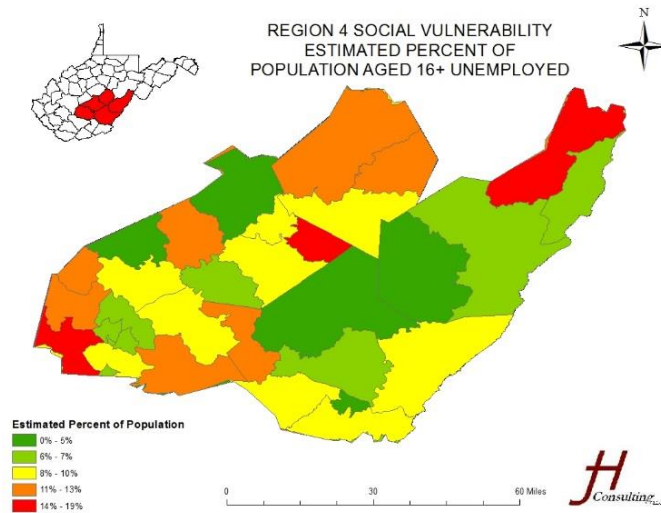 REGION 4 SOCIAL VULNERABILITY
ESTIMATED PERCENT OF
POPULATION AGED 16+ UNEMPLOYED
N
Estimated Percent of Population
0% - 5%
6% - 7%
8% - 10%
11% - 13%
14% - 19%
0 30 60 Miles
JH
Consulting